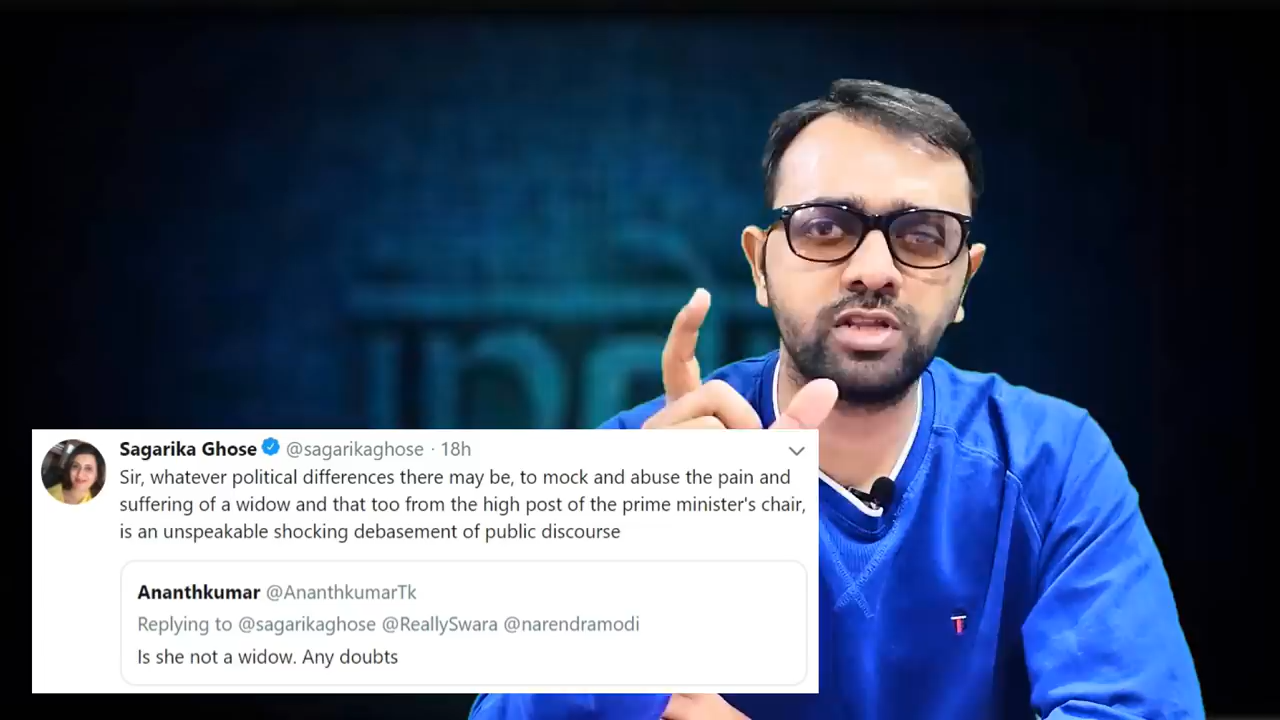 Sagarika Ghose @sagarikaghose · 18h
Sir, whatever political differences there may be, to mock and abuse the pain and
suffering of a widow and that too from the high post of the prime minister's chair,
is an unspeakable shocking debasement of public discourse
Ananthkumar @AnanthkumarTk
Replying to @sagarikaghose @ReallySwara @narendramodi
Is she not a widow. Any doubts